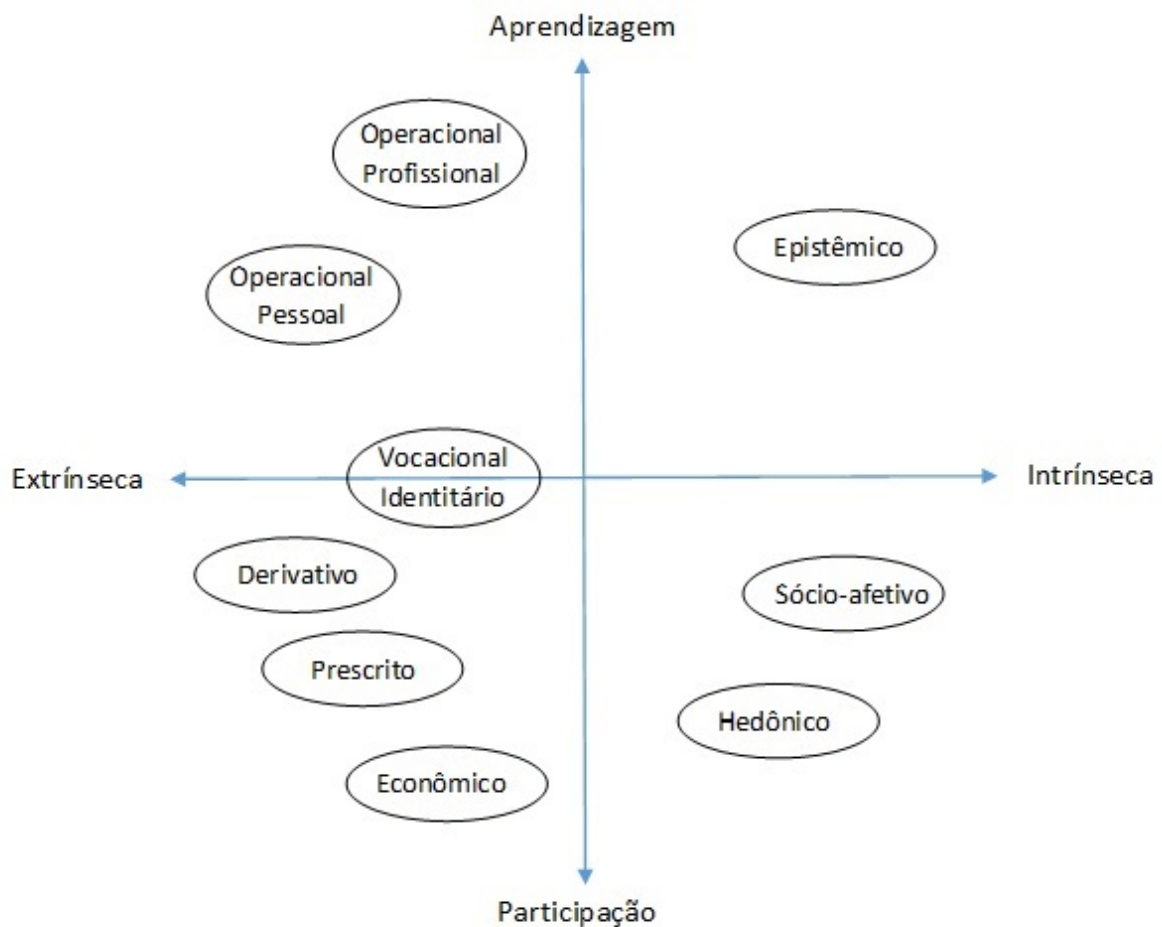 Aprendizagem
Operacional
Profissional
Epistêmico
Operacional
Pessoal
Vocacional
Extrínseca
Intrínseca
Identitário
Derivativo
Sócio-afetivo
Prescrito
Hedônico
Econômico
Participação